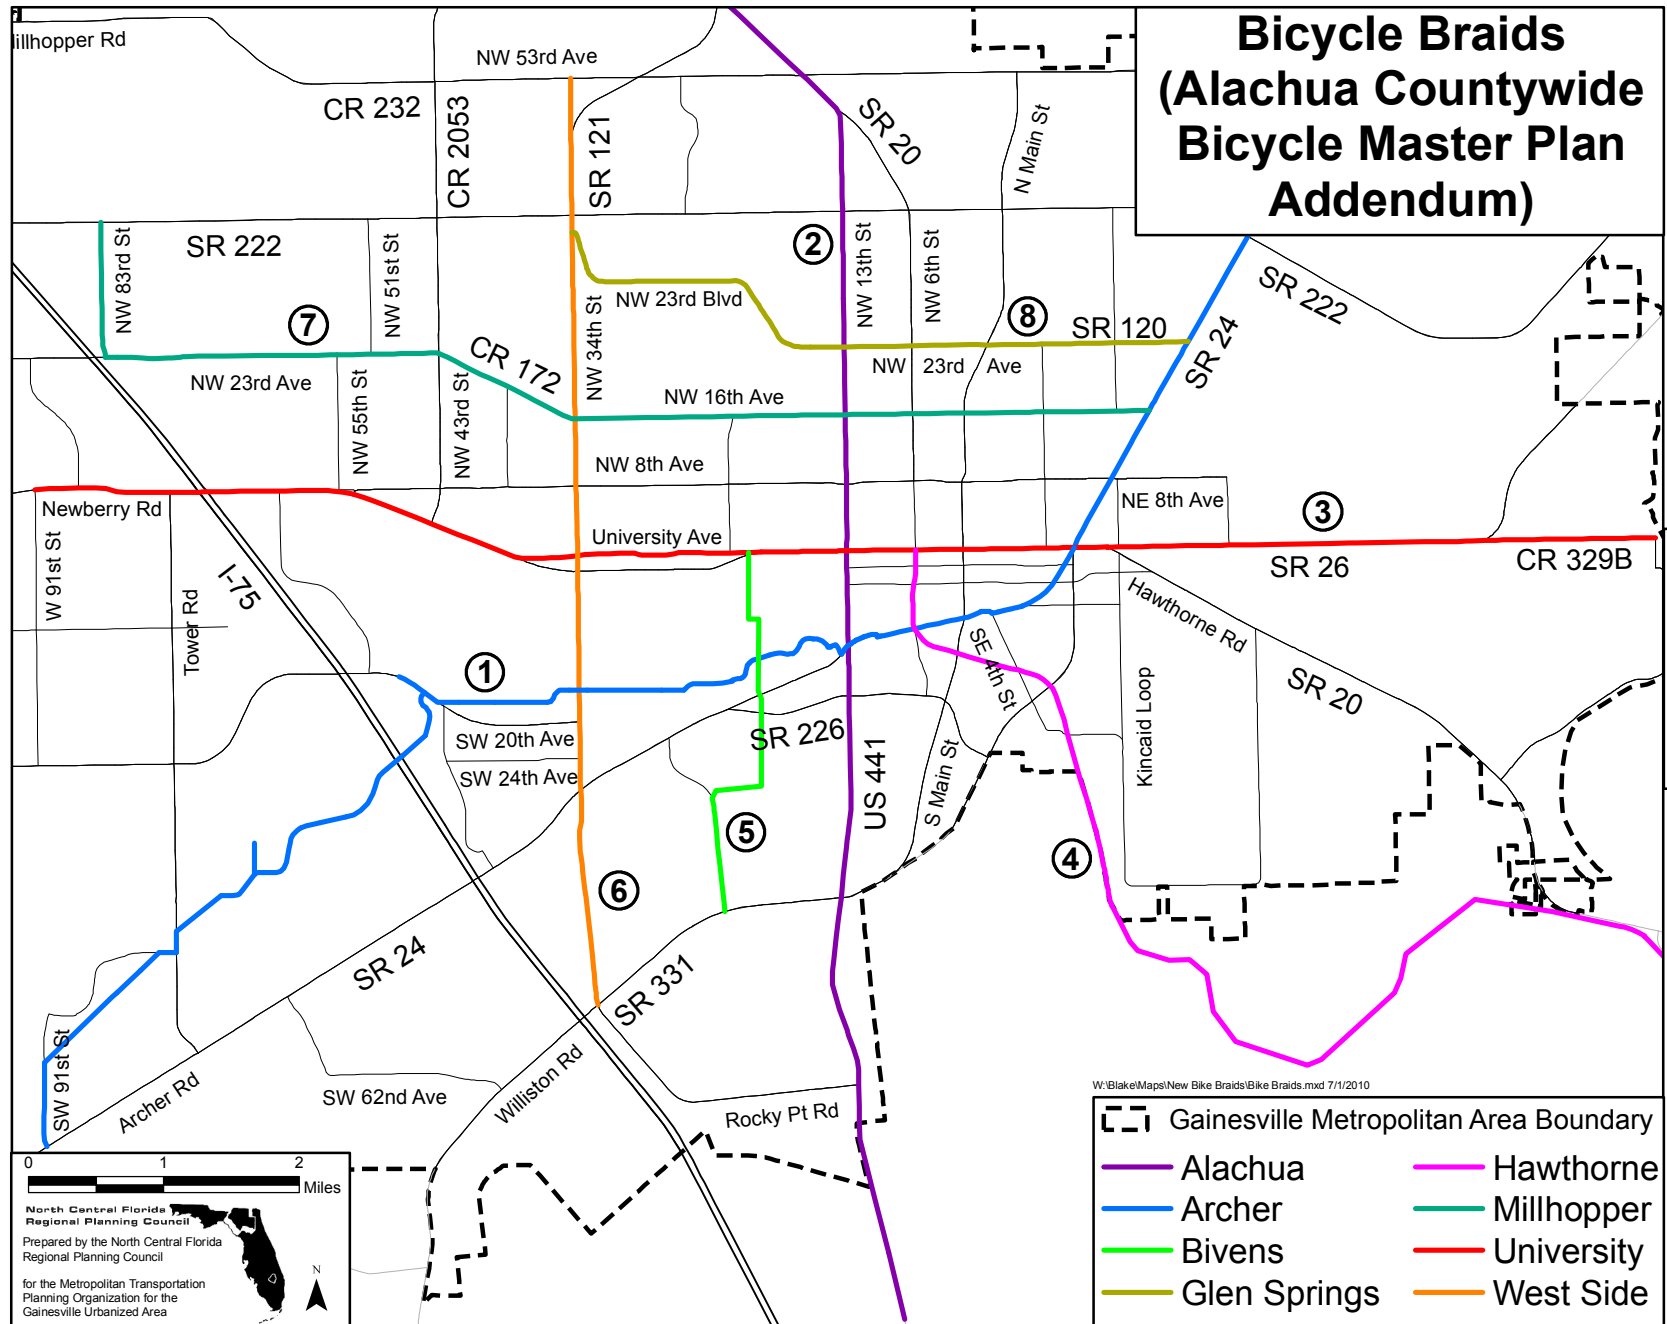 Bicycle Braids
(Alachua Countywide
Bicycle Master Plan
Addendum)
illhopper Rd
NW 53rd Ave
CR 232
CR 2053
SR 121
SR 20
N Main St
NW 83rd St
SR 222
NW 51st St
2
NW 13th St
NW 6th St
SR 222
7
NW 23rd Blvd
NW 34th St
8
SR 120
SR 24
CR 172
NW 23rd Ave
NW 55th St
NW 43rd St
NW 23rd Ave
NW 16th Ave
NW 8th Ave
NE 8th Ave
3
Newberry Rd
University Ave
SR 26
CR 329B
W 91st St
I-75
Tower Rd
Hawthorne Rd
1
SE 4th St
Kincaid Loop
SR 20
SW 20th Ave
SR 226
SW 24th Ave
US 441
S Main St
5
4
6
SR 24
SR 331
SW 91st St
Archer Rd
SW 62nd Ave
Williston Rd
Rocky Pt Rd
W:\Blake\Maps\New Bike Braids\Bike Braids.mxd 7/1/2010
Gainesville Metropolitan Area Boundary
Alachua
Hawthorne
Archer
Millhopper
Bivens
University
Glen Springs
West Side
0 1 2
Miles
North Central Florida
Regional Planning Council
Prepared by the North Central Florida
Regional Planning Council
for the Metropolitan Transportation
Planning Organization for the
Gainesville Urbanized Area
N